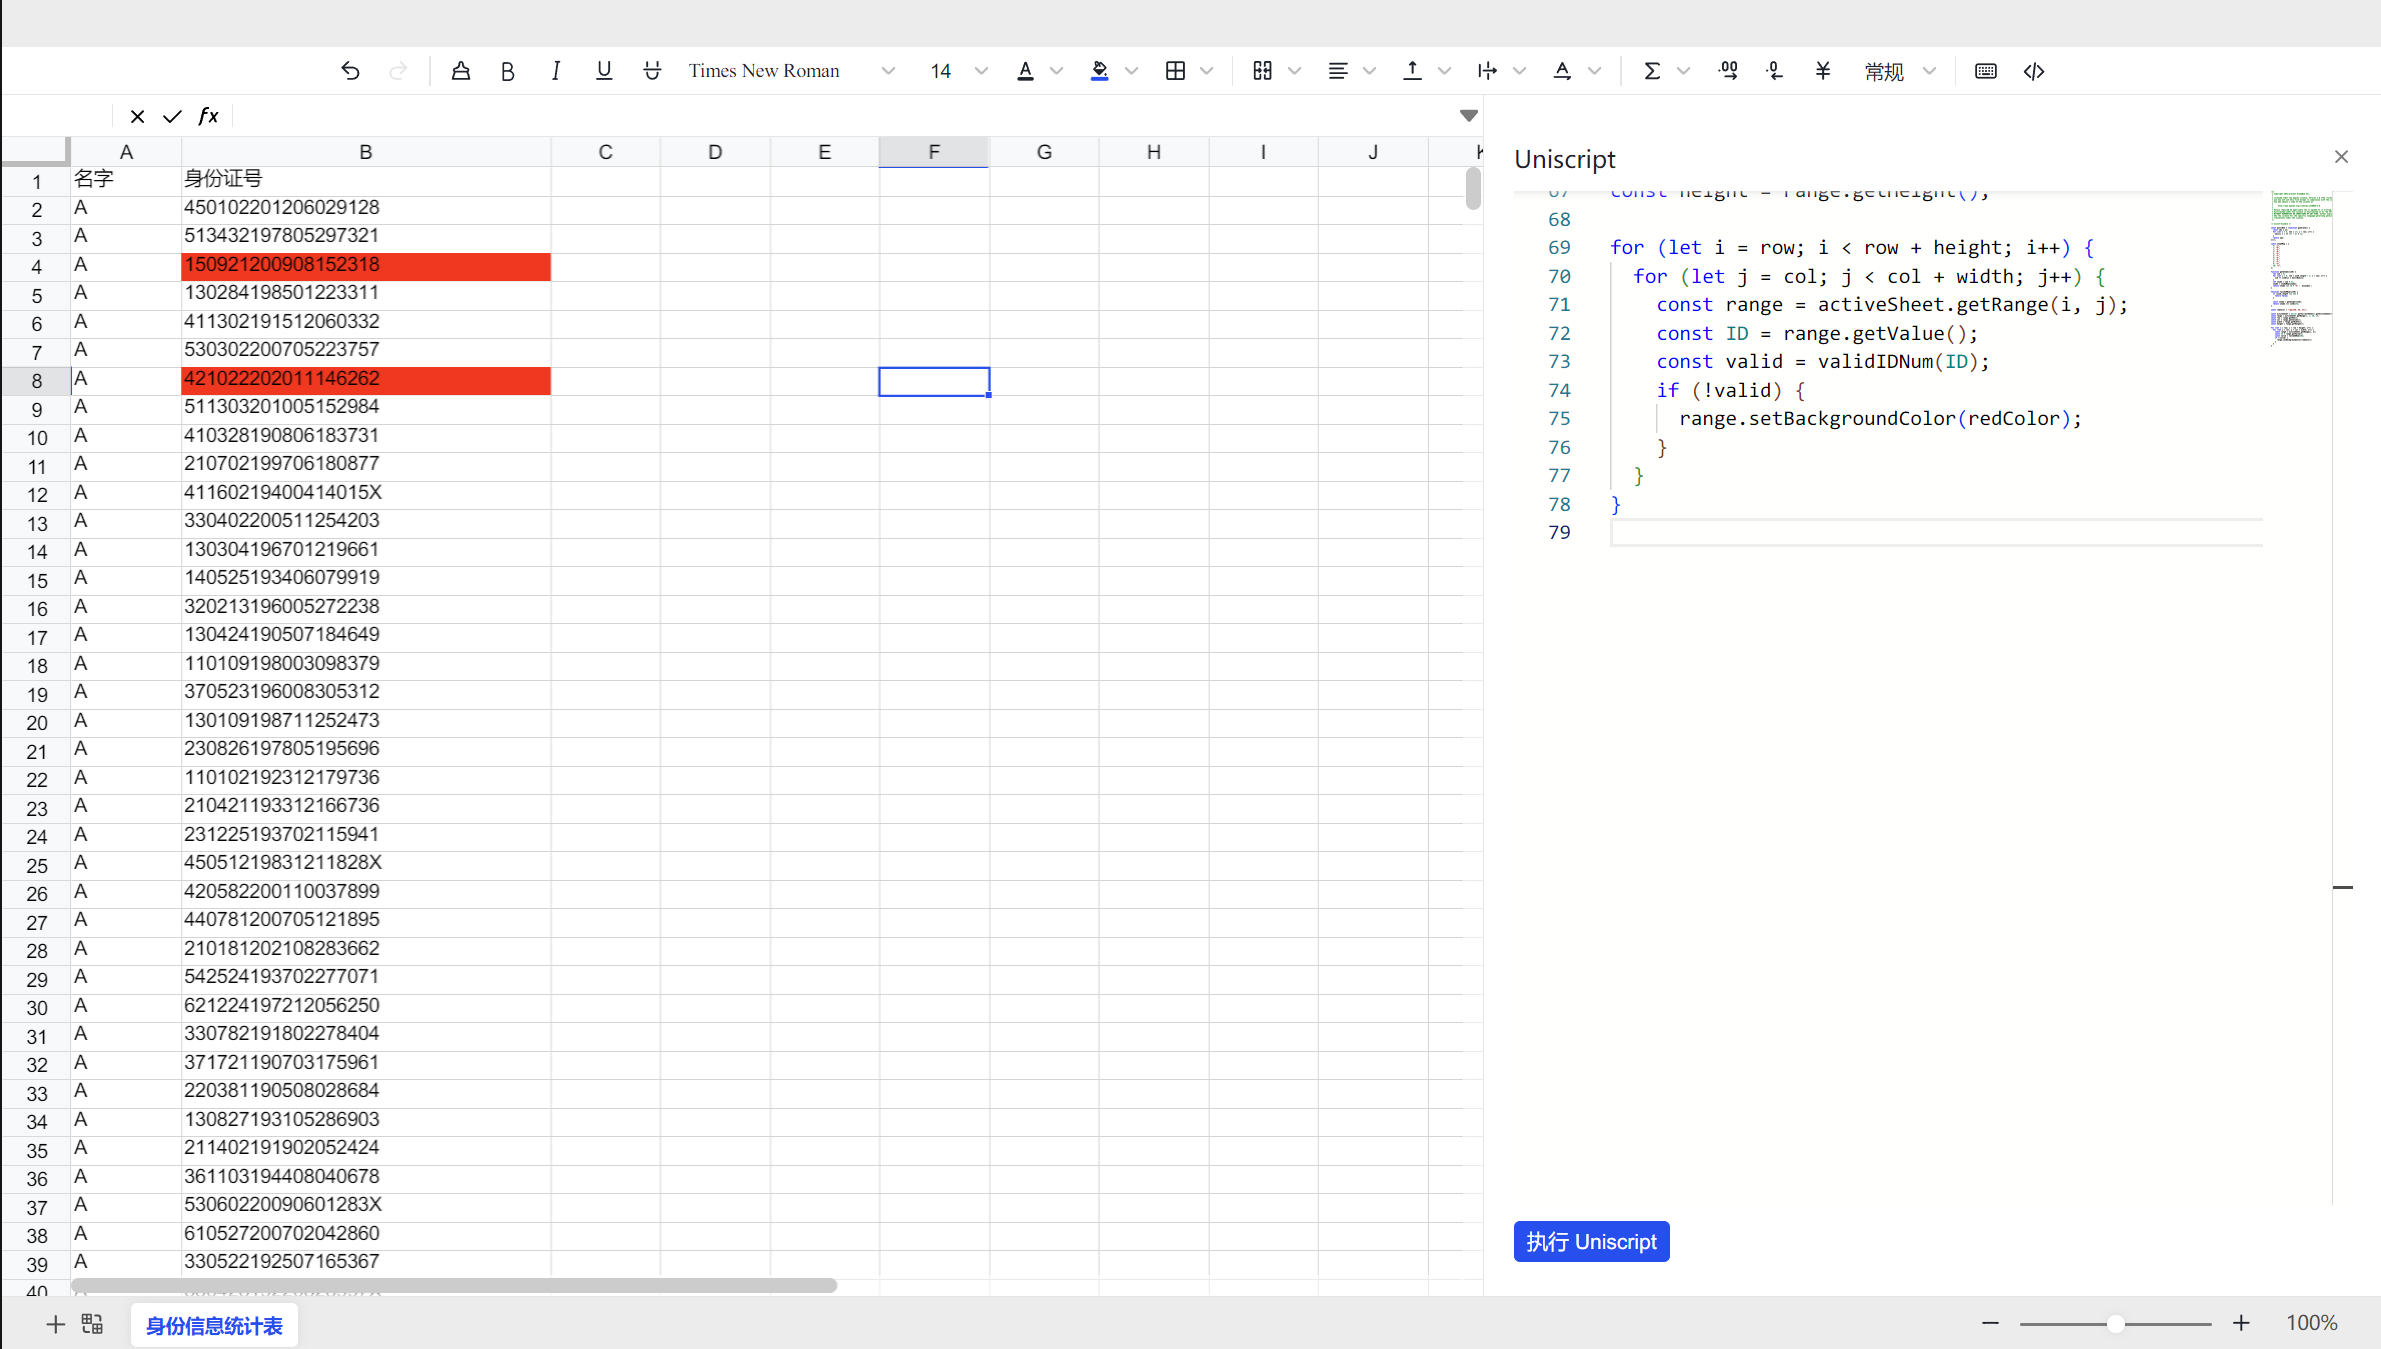 Times New Roman
14
常规
fx
A B C D E F G H I J
Uniscript
1 名字 身份证号
2 A 450102201206029128
3 A 513432197805297321
4 A 150921200908152318
5 A 130284198501223311
6 A 411302191512060332
7 A 530302200705223757
8 A 421022202011146262
9 A 511303201005152984
10 A 410328190806183731
11 A 210702199706180877
12 A 41160219400414015X
13 A 330402200511254203
14 A 130304196701219661
15 A 140525193406079919
16 A 320213196005272238
17 A 130424190507184649
18 A 110109198003098379
19 A 370523196008305312
20 A 130109198711252473
21 A 230826197805195696
22 A 110102192312179736
23 A 210421193312166736
24 A 231225193702115941
25 A 45051219831211828X
26 A 420582200110037899
27 A 440781200705121895
28 A 210181202108283662
29 A 542524193702277071
30 A 621224197212056250
31 A 330782191802278404
32 A 371721190703175961
33 A 220381190508028684
34 A 130827193105286903
35 A 211402191902052424
36 A 361103194408040678
37 A 53060220090601283X
38 A 610527200702042860
39 A 330522192507165367
40
67 const height = range.getHeight();
68
69 for (let i = row; i < row + height; i++) {
70 for (let j = col; j < col + width; j++) {
71 const range = activeSheet.getRange(i, j);
72 const ID = range.getValue();
73 const valid = validIDNum(ID);
74 if (!valid) {
75 range.setBackgroundColor(redColor);
76 }
77 }
78 }
79
执行 Uniscript
身份信息统计表
100%